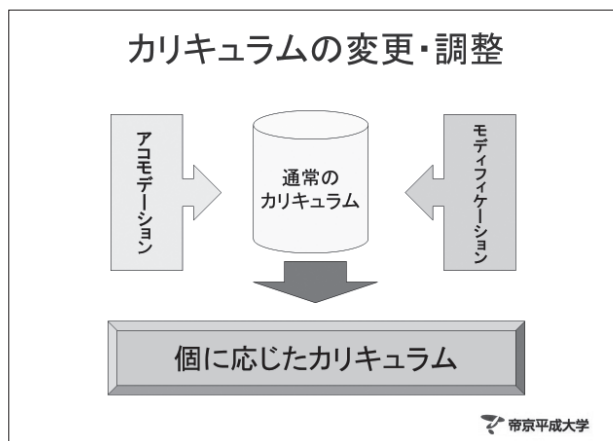 カリキュラムの変更・調整
アコモデーション
通常の
カリキュラム
モディフィケーション
個に応じたカリキュラム
帝京平成大学